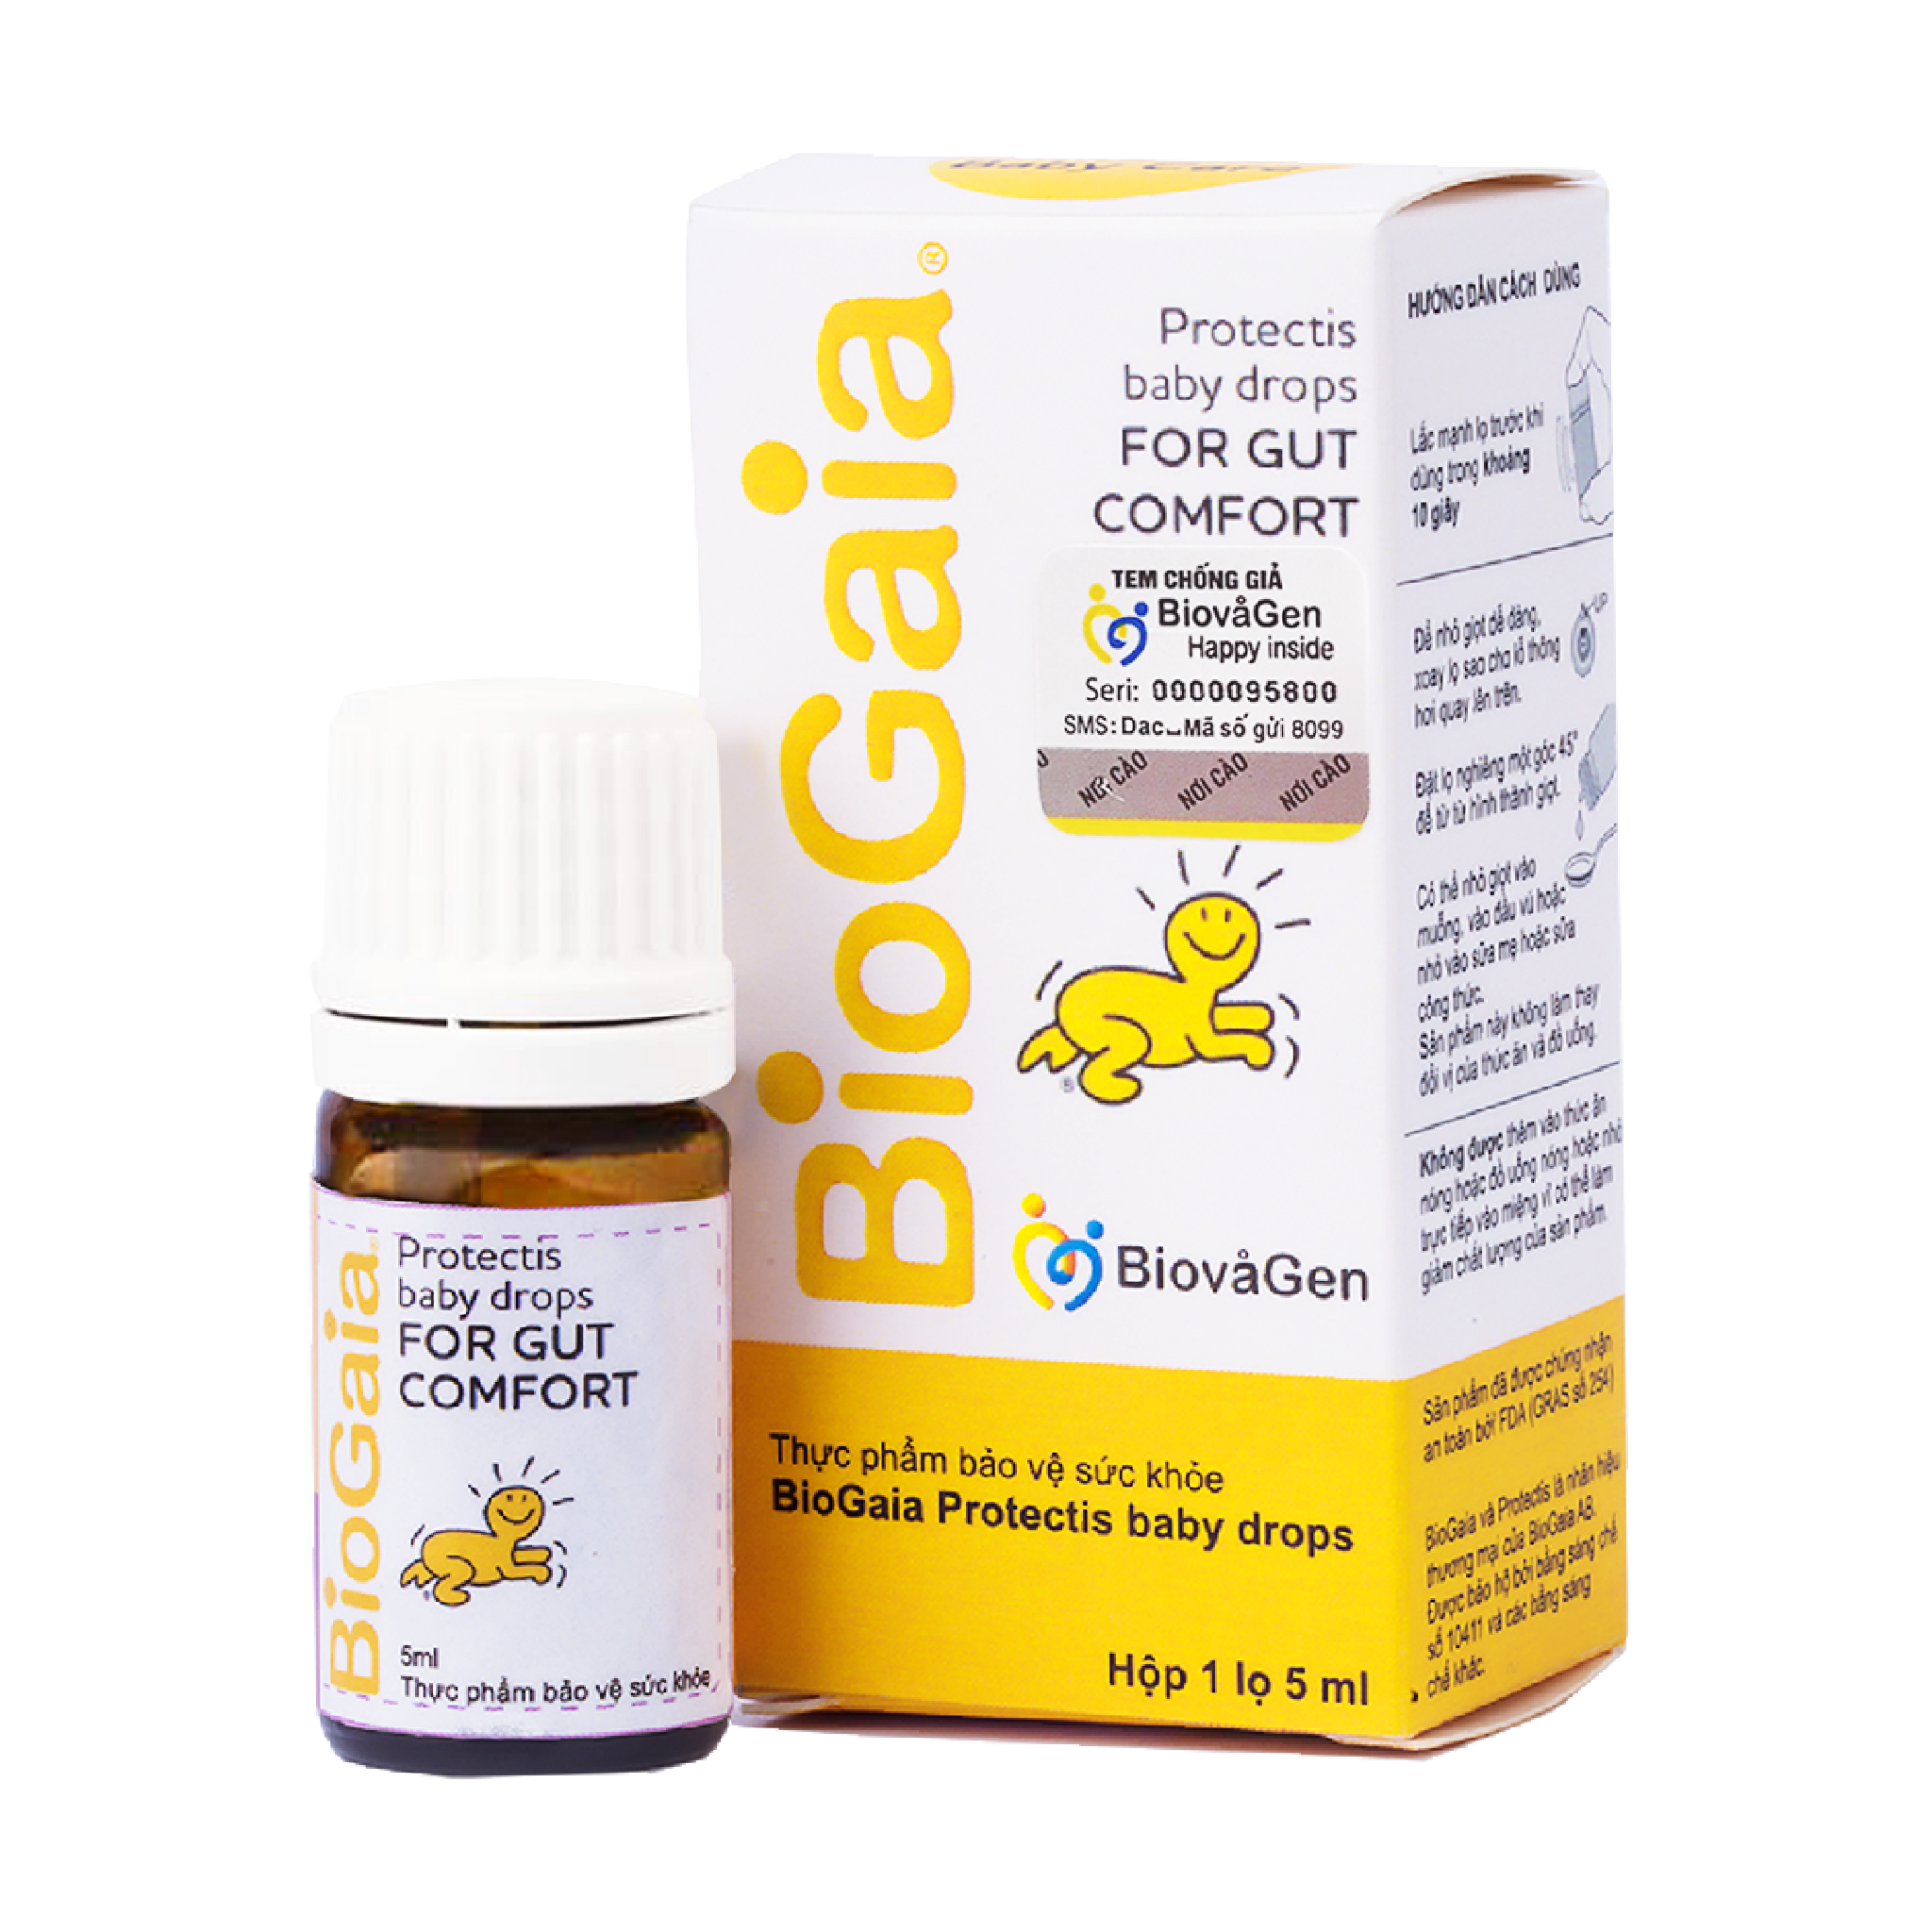 Baby Care
BioGaia®
Protectis
baby drops
FOR GUT
COMFORT
TEM CHỐNG GIẢ
BiovåGen
Happy inside
Seri: 0000095800
SMS: Dac_Mã số gửi 8099
NƠI CÀO NƠI CÀO NƠI CÀO
BiovåGen
Thực phẩm bảo vệ sức khỏe
BioGaia Protectis baby drops
Hộp 1 lọ 5 ml
HƯỚNG DẪN CÁCH DÙNG
Lắc mạnh lọ trước khi
dùng trong khoảng
10 giây
UP
Để nhỏ giọt dễ dàng,
xoay lọ sao cho lỗ thông
hơi quay lên trên.
Đặt lọ nghiêng một góc 45°
để từ từ hình thành giọt.
Có thể nhỏ giọt vào
muỗng, vào đầu vú hoặc
nhỏ vào sữa mẹ hoặc sữa
công thức.
Sản phẩm này không làm thay
đổi vị của thức ăn và đồ uống.
Không được thêm vào thức ăn
nóng hoặc đồ uống nóng hoặc nhỏ
trực tiếp vào miệng vì có thể làm
giảm chất lượng của sản phẩm.
Sản phẩm đã được chứng nhận
an toàn bởi FDA (GRAS số 254)
BioGaia và Protectis là nhãn hiệu
thương mại của BioGaia AB.
Được bảo hộ bởi bằng sáng chế
số 10411 và các bằng sáng
chế khác.
BioGaia®
Protectis
baby drops
FOR GUT
COMFORT
5ml
Thực phẩm bảo vệ sức khỏe